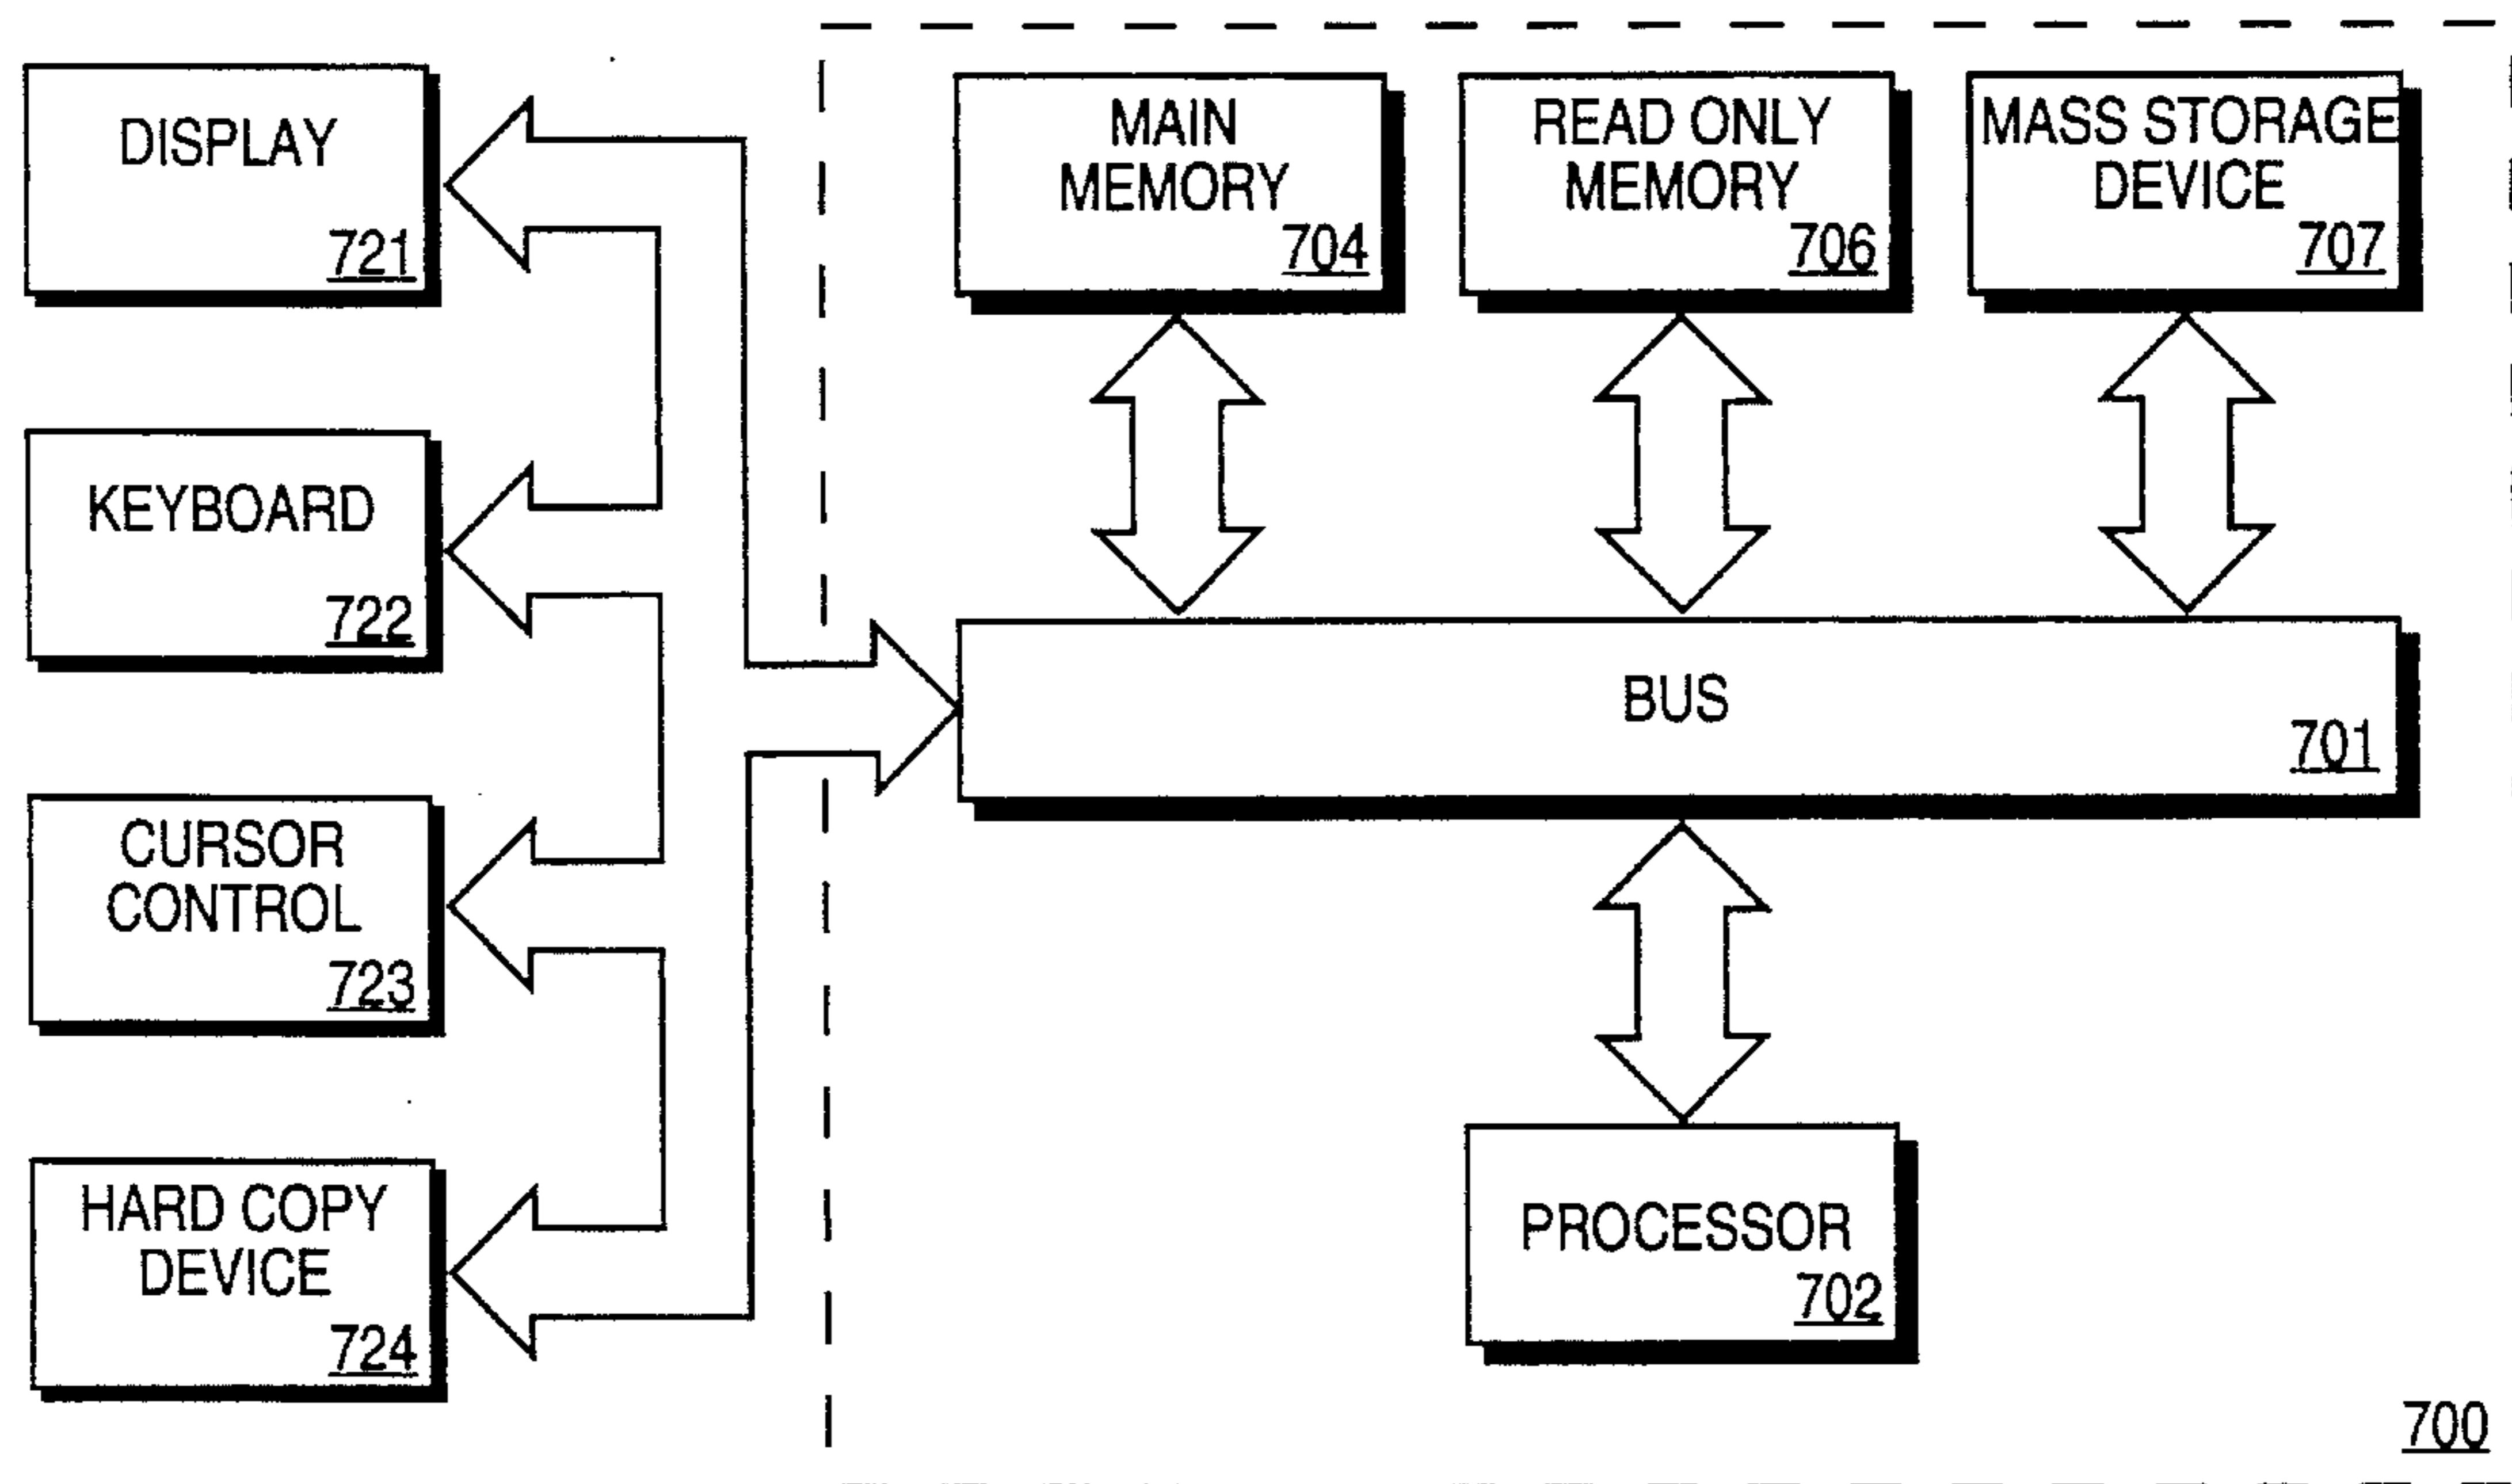 DISPLAY
721
KEYBOARD
722
CURSOR
CONTROL
723
HARD COPY
DEVICE
724
MAIN
MEMORY
704
READ ONLY
MEMORY
706
MASS STORAGE
DEVICE
707
BUS
701
PROCESSOR
702
700